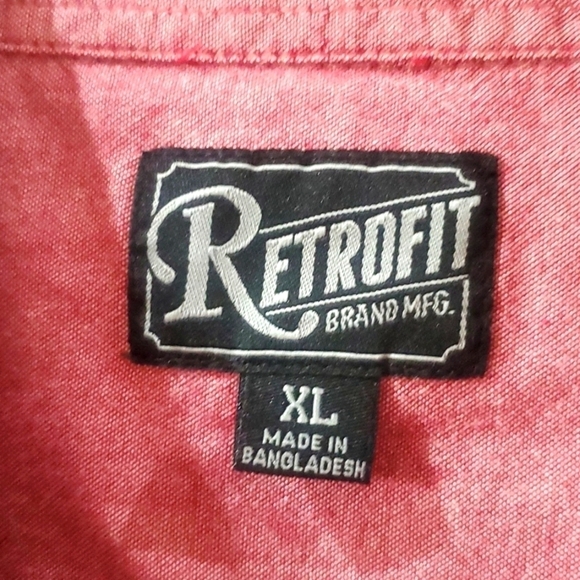 RETROFIT
BRAND MFG.
XL
MADE IN
BANGLADESH